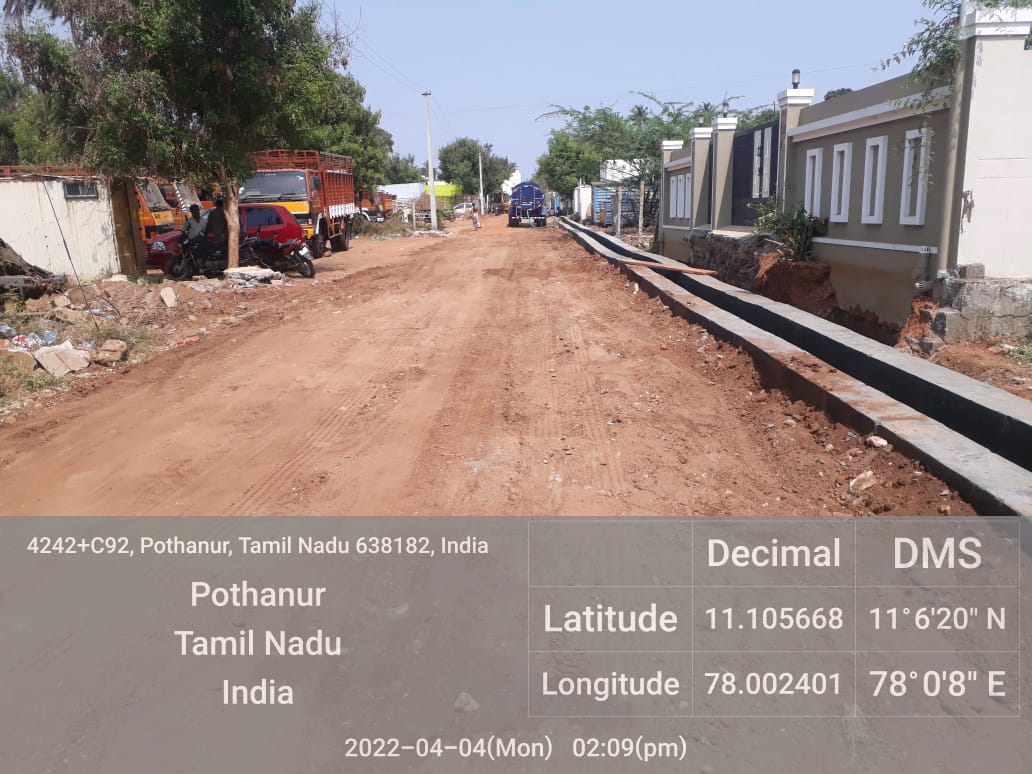 4242+C92, Pothanur, Tamil Nadu 638182, India
Pothanur
Tamil Nadu
India
Decimal DMS
Latitude 11.105668 11°6'20" N
Longitude 78.002401 78°0'8" E
2022-04-04(Mon) 02:09(pm)